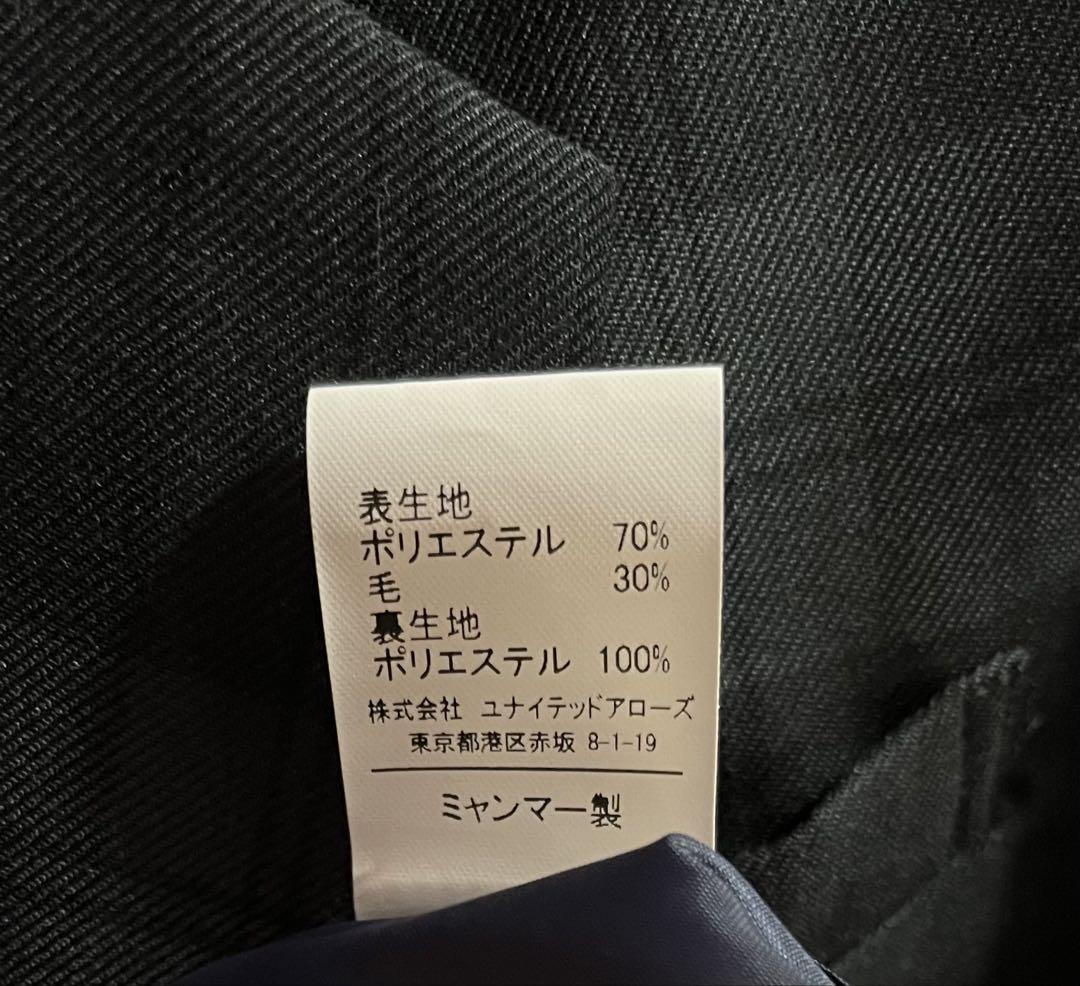 表生地
ポリエステル 70%
毛 30%
裏生地
ポリエステル 100%
株式会社 ユナイテッドアローズ
東京都港区赤坂 8-1-19
ミャンマー製